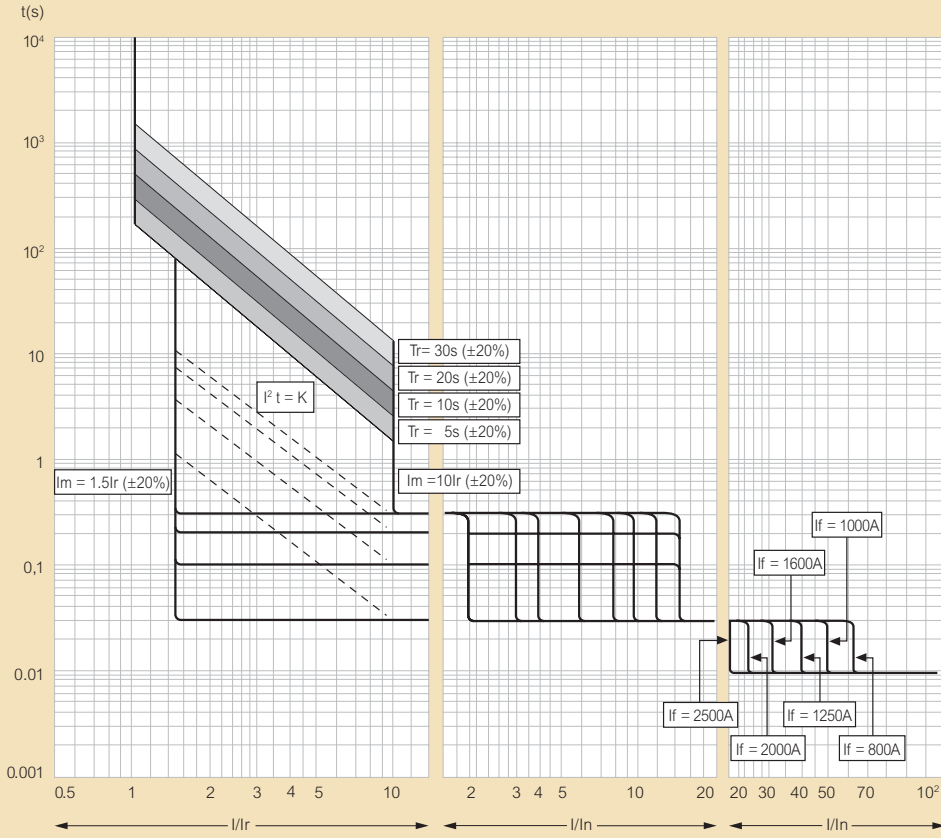 t(s)
10⁴
10³
10²
10
1
0,1
0.01
0.001
Tr= 30s (±20%)
Tr = 20s (±20%)
Tr = 10s (±20%)
Tr = 5s (±20%)
I² t = K
Im = 1.5Ir (±20%)
Im =10Ir (±20%)
If = 1000A
If = 1600A
If = 2500A
If = 1250A
If = 2000A
If = 800A
0.5 1 2 3 4 5 10 2 3 4 5 10 20 20 30 40 50 70 10²
I/Ir I/In I/In